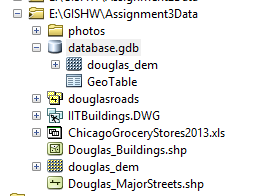 E:\GISHW\Assignment3Data
photos
database.gdb
douglas_dem
GeoTable
douglasroads
IITBuildings.DWG
ChicagoGroceryStores2013.xls
Douglas_Buildings.shp
douglas_dem
Douglas_MajorStreets.shp